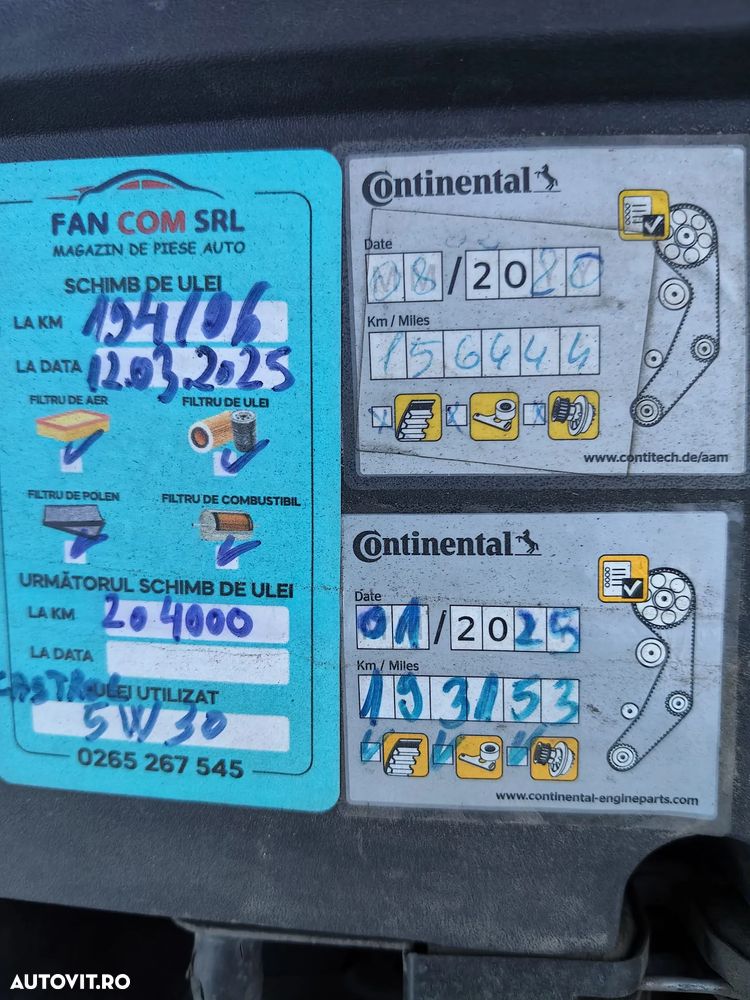 FAN COM SRL
MAGAZIN DE PIESE AUTO
SCHIMB DE ULEI
LA KM 194106
LA DATA 12.03.2025
FILTRU DE AER FILTRU DE ULEI
FILTRU DE POLEN FILTRU DE COMBUSTIBIL
URMĂTORUL SCHIMB DE ULEI
LA KM 204000
LA DATA
CASTROL ULEI UTILIZAT
5W30
0265 267 545
Continental
Date
08/2020
Km / Miles
156444
www.contitech.de/aam
Continental
Date
01/2025
Km / Miles
193153
www.continental-engineparts.com
AUTOVIT.RO